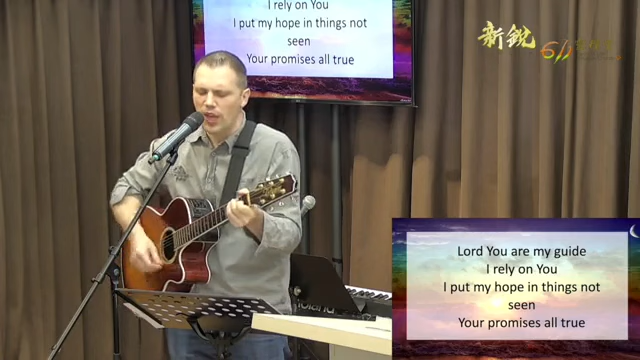 I rely on You
I put my hope in things not
seen
Your promises all true
新銳
611
Roland
Lord You are my guide
I rely on You
I put my hope in things not
seen
Your promises all true